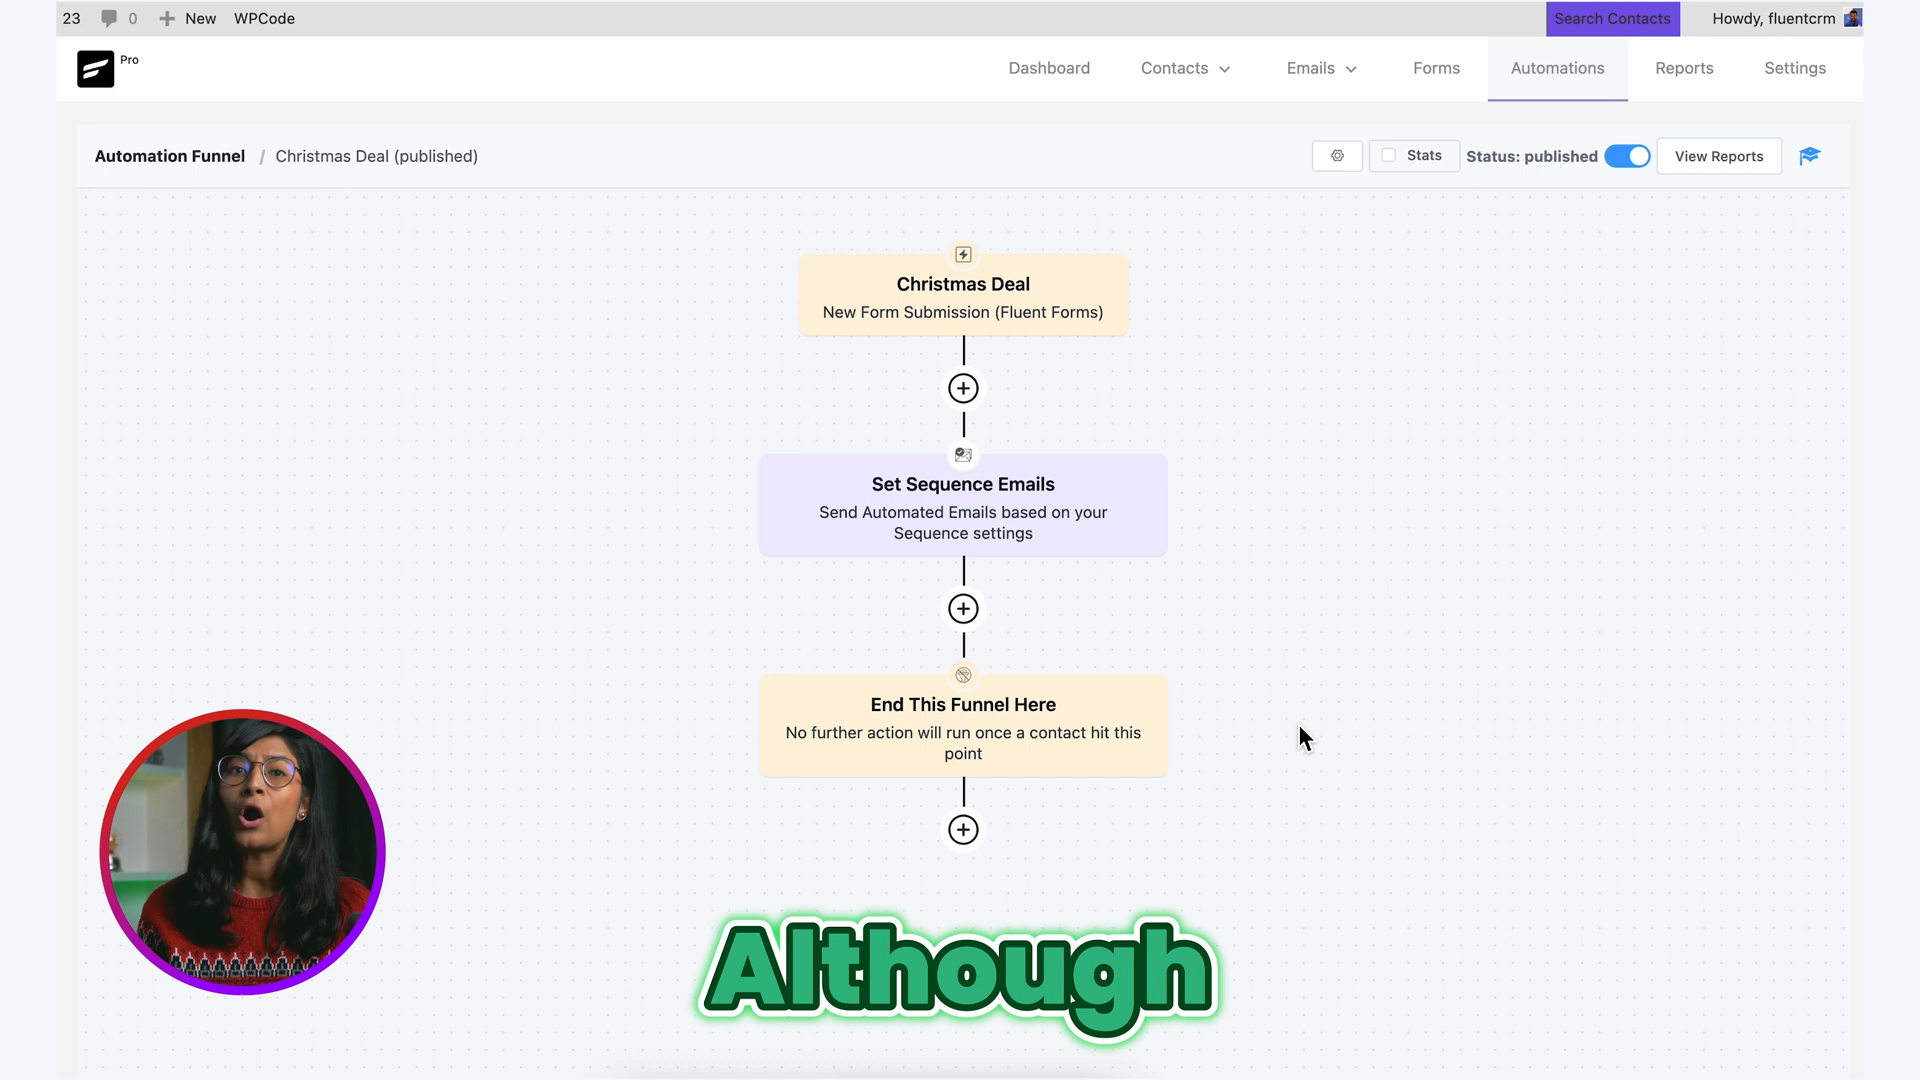 23
0
New
WPCode
Search Contacts
Howdy, fluentcrm
Pro
Dashboard
Contacts
Emails
Forms
Automations
Reports
Settings
Automation Funnel / Christmas Deal (published)
Stats
Status: published
View Reports
Christmas Deal
New Form Submission (Fluent Forms)
Set Sequence Emails
Send Automated Emails based on your
Sequence settings
End This Funnel Here
No further action will run once a contact hit this
point
Although